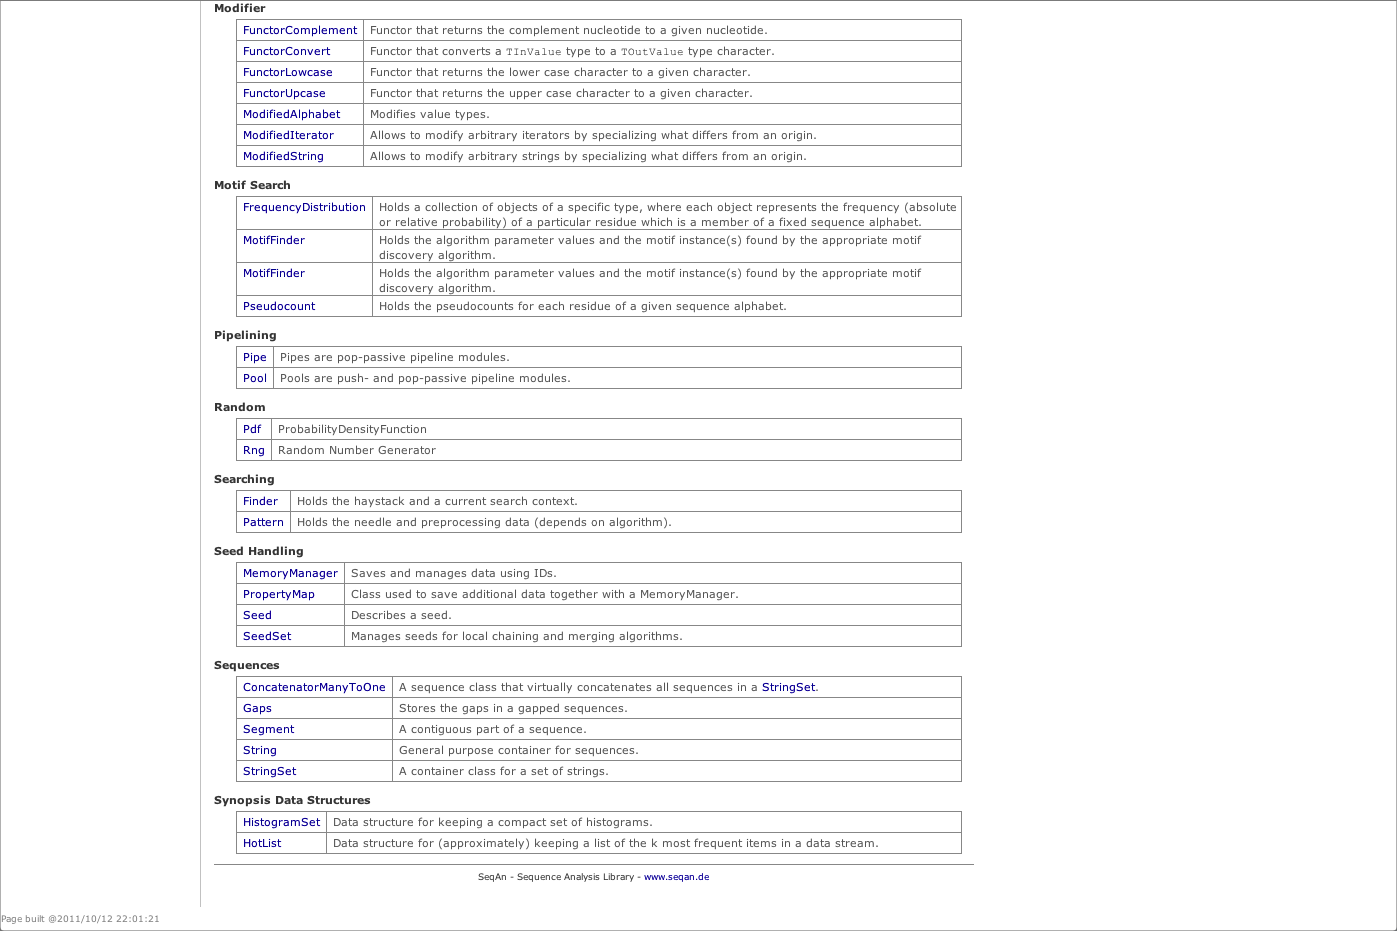 Modifier
FunctorComplement Functor that returns the complement nucleotide to a given nucleotide.
FunctorConvert Functor that converts a TInValue type to a TOutValue type character.
FunctorLowcase Functor that returns the lower case character to a given character.
FunctorUpcase Functor that returns the upper case character to a given character.
ModifiedAlphabet Modifies value types.
ModifiedIterator Allows to modify arbitrary iterators by specializing what differs from an origin.
ModifiedString Allows to modify arbitrary strings by specializing what differs from an origin.
Motif Search
FrequencyDistribution Holds a collection of objects of a specific type, where each object represents the frequency (absolute
or relative probability) of a particular residue which is a member of a fixed sequence alphabet.
MotifFinder Holds the algorithm parameter values and the motif instance(s) found by the appropriate motif
discovery algorithm.
MotifFinder Holds the algorithm parameter values and the motif instance(s) found by the appropriate motif
discovery algorithm.
Pseudocount Holds the pseudocounts for each residue of a given sequence alphabet.
Pipelining
Pipe Pipes are pop-passive pipeline modules.
Pool Pools are push- and pop-passive pipeline modules.
Random
Pdf ProbabilityDensityFunction
Rng Random Number Generator
Searching
Finder Holds the haystack and a current search context.
Pattern Holds the needle and preprocessing data (depends on algorithm).
Seed Handling
MemoryManager Saves and manages data using IDs.
PropertyMap Class used to save additional data together with a MemoryManager.
Seed Describes a seed.
SeedSet Manages seeds for local chaining and merging algorithms.
Sequences
ConcatenatorManyToOne A sequence class that virtually concatenates all sequences in a StringSet.
Gaps Stores the gaps in a gapped sequences.
Segment A contiguous part of a sequence.
String General purpose container for sequences.
StringSet A container class for a set of strings.
Synopsis Data Structures
HistogramSet Data structure for keeping a compact set of histograms.
HotList Data structure for (approximately) keeping a list of the k most frequent items in a data stream.
SeqAn - Sequence Analysis Library - www.seqan.de
Page built @2011/10/12 22:01:21